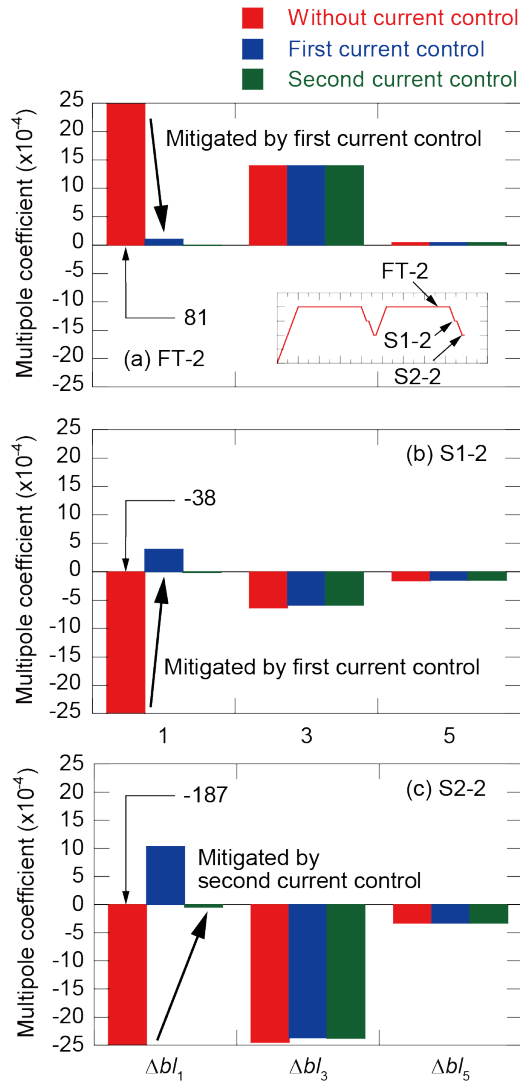 Without current control
First current control
Second current control
Multipole coefficient (x10-4)
25
20
15
10
5
0
-5
-10
-15
-20
-25
Mitigated by first current control
81
(a) FT-2
FT-2
S1-2
S2-2
Multipole coefficient (x10-4)
25
20
15
10
5
0
-5
-10
-15
-20
-25
(b) S1-2
-38
Mitigated by first current control
1 3 5
Multipole coefficient (x10-4)
25
20
15
10
5
0
-5
-10
-15
-20
-25
(c) S2-2
-187
Mitigated by
second current control
Δbl1 Δbl3 Δbl5